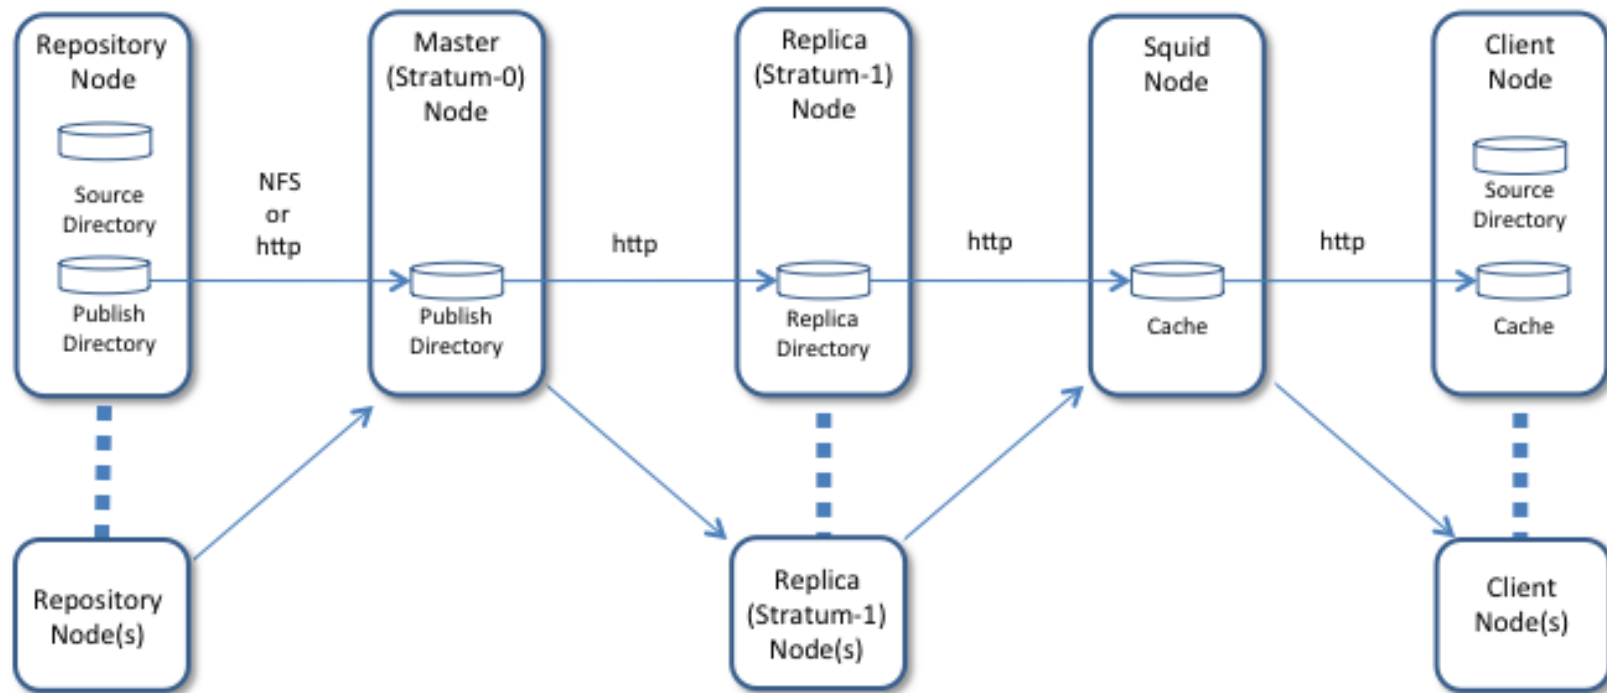 Repository
Node
Source
Directory
Publish
Directory
NFS
or
http
Master
(Stratum-0)
Node
Publish
Directory
http
Replica
(Stratum-1)
Node
Replica
Directory
http
Squid
Node
Cache
http
Client
Node
Source
Directory
Cache
Repository
Node(s)
Replica
(Stratum-1)
Node(s)
Client
Node(s)